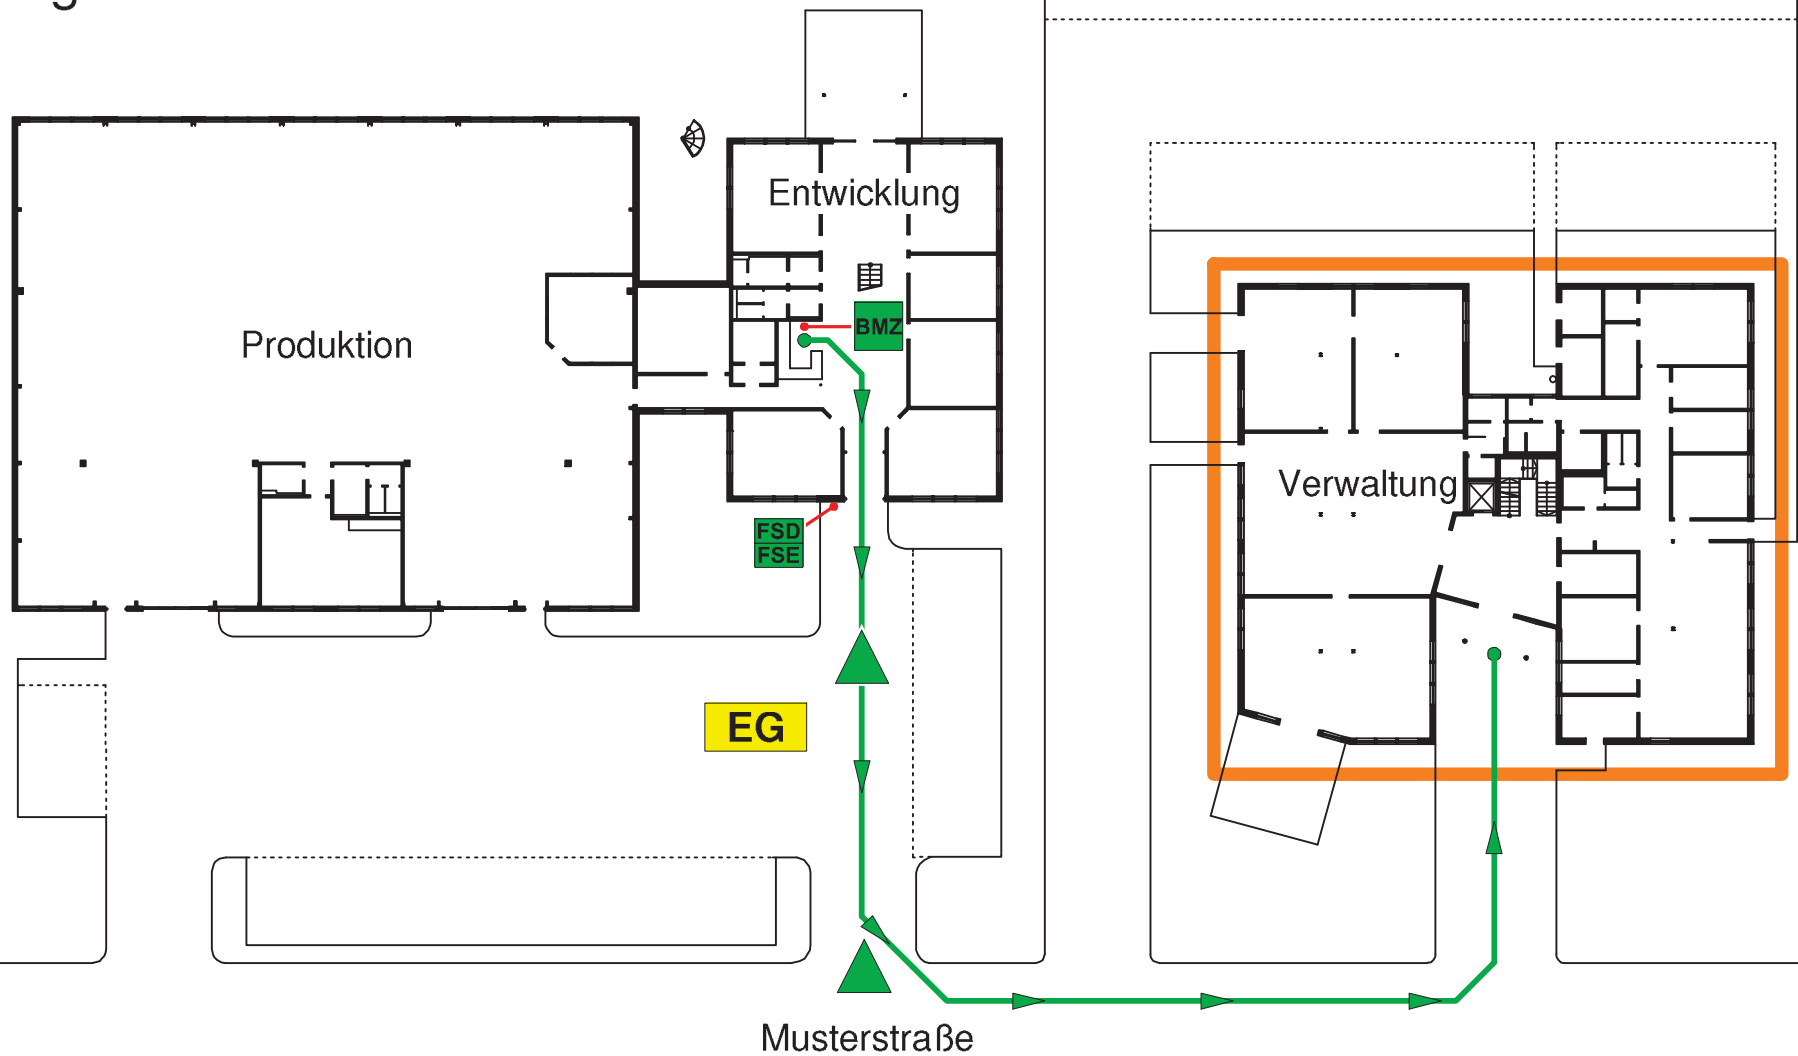 Entwicklung
BMZ
Produktion
Verwaltung
FSD
FSE
EG
Musterstraße